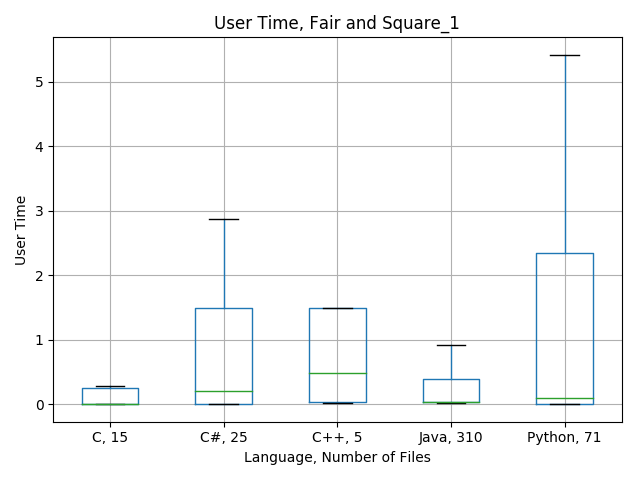 User Time, Fair and Square_1
User Time
5
4
3
2
1
0
C, 15
C#, 25
C++, 5
Java, 310
Python, 71
Language, Number of Files